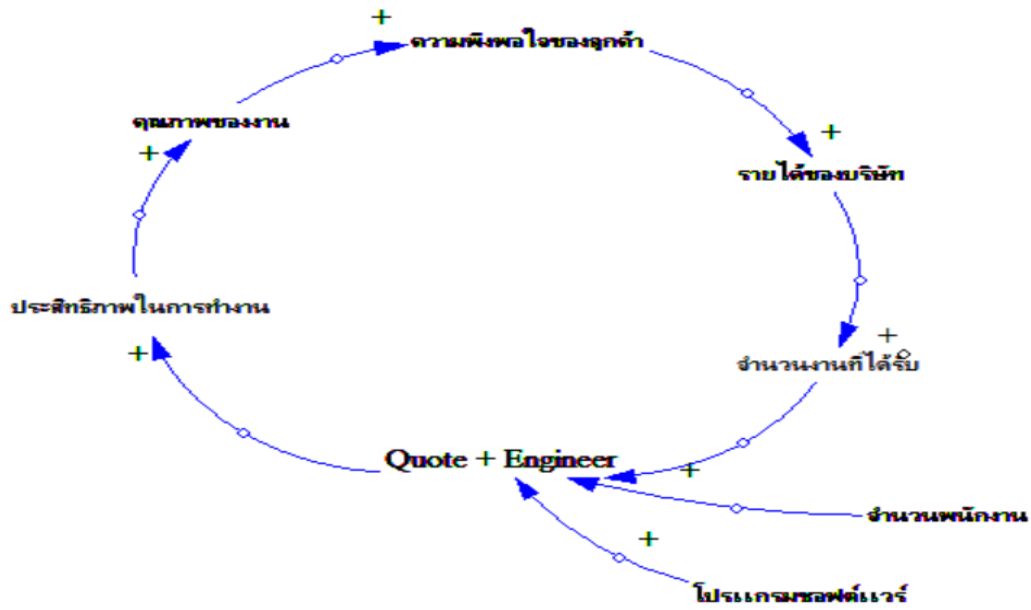 +
ความพึงพอใจของลูกค้า
คุณภาพของงาน
+
+
รายได้ของบริษัท
ประสิทธิภาพในการทำงาน
+
+
จำนวนงานที่ได้รับ
Quote + Engineer
+
จำนวนพนักงาน
+
โปรแกรมซอฟต์แวร์